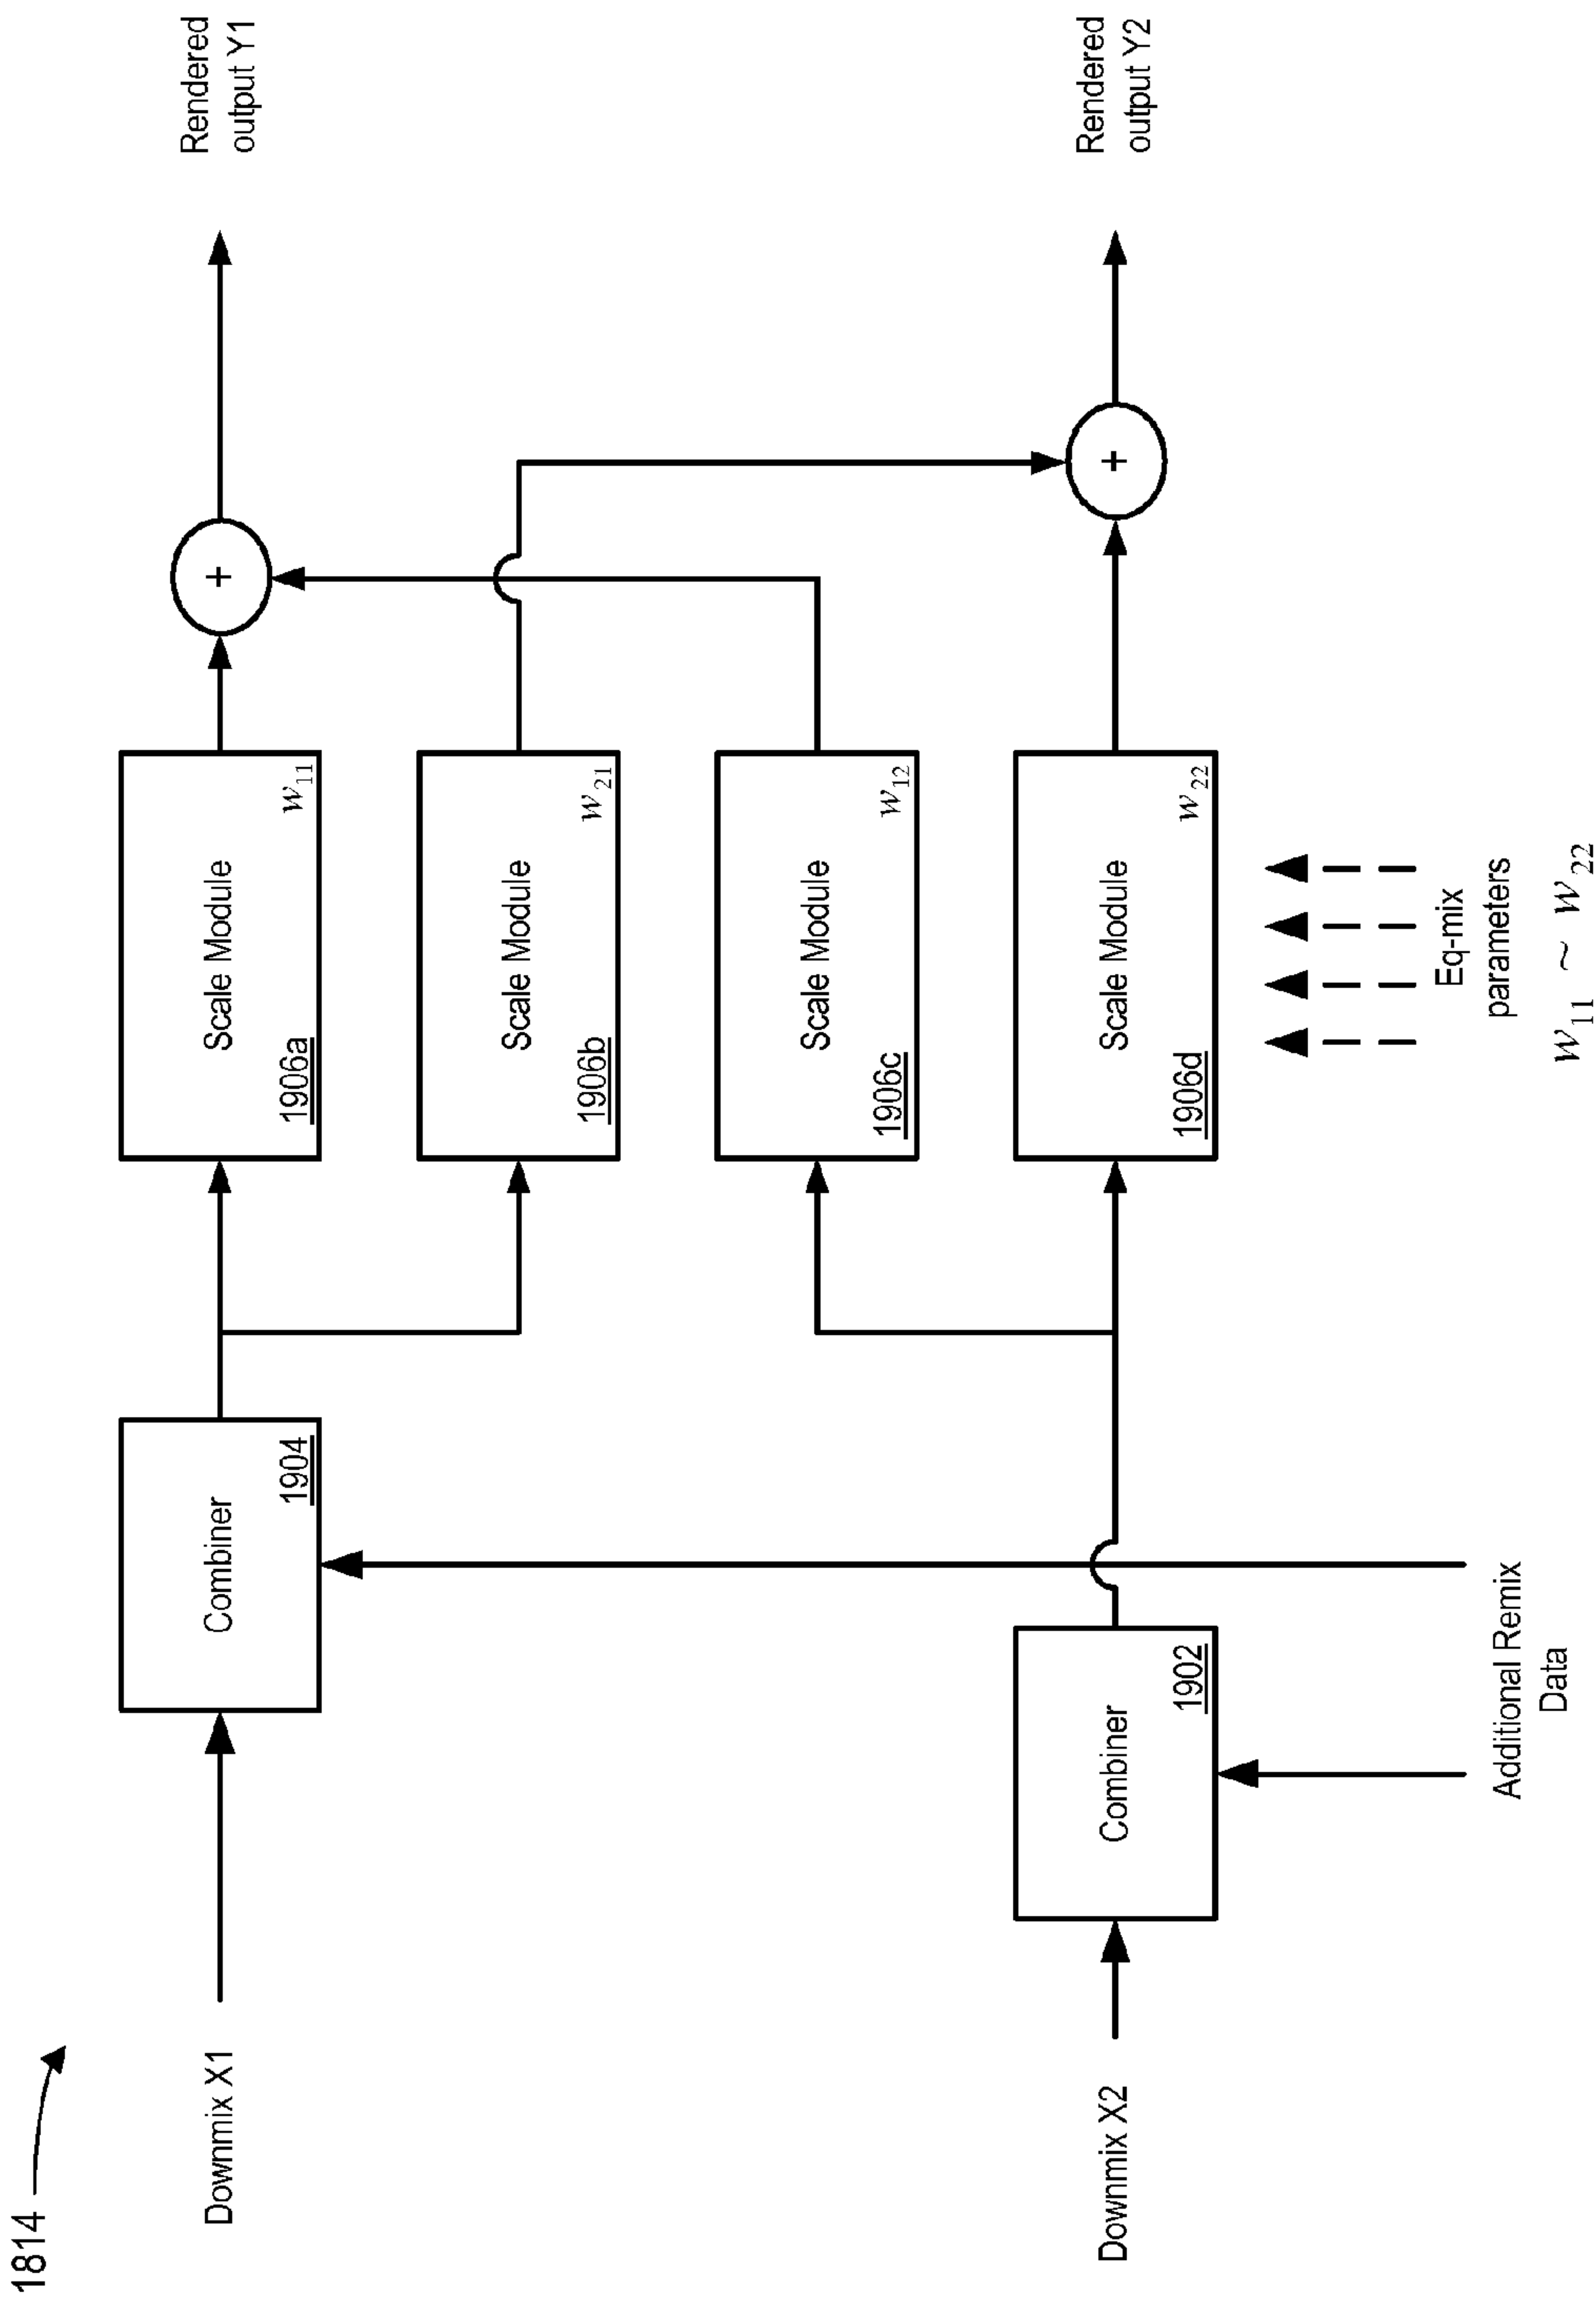 1814
Downmix X1
Combiner
1904
Scale Module
1906a
w11
+
Rendered
output Y1
Scale Module
1906b
w21
Scale Module
1906c
w12
Downmix X2
Combiner
1902
Scale Module
1906d
w22
+
Rendered
output Y2
Additional Remix
Data
Eq-mix
parameters
w11 ~ w22